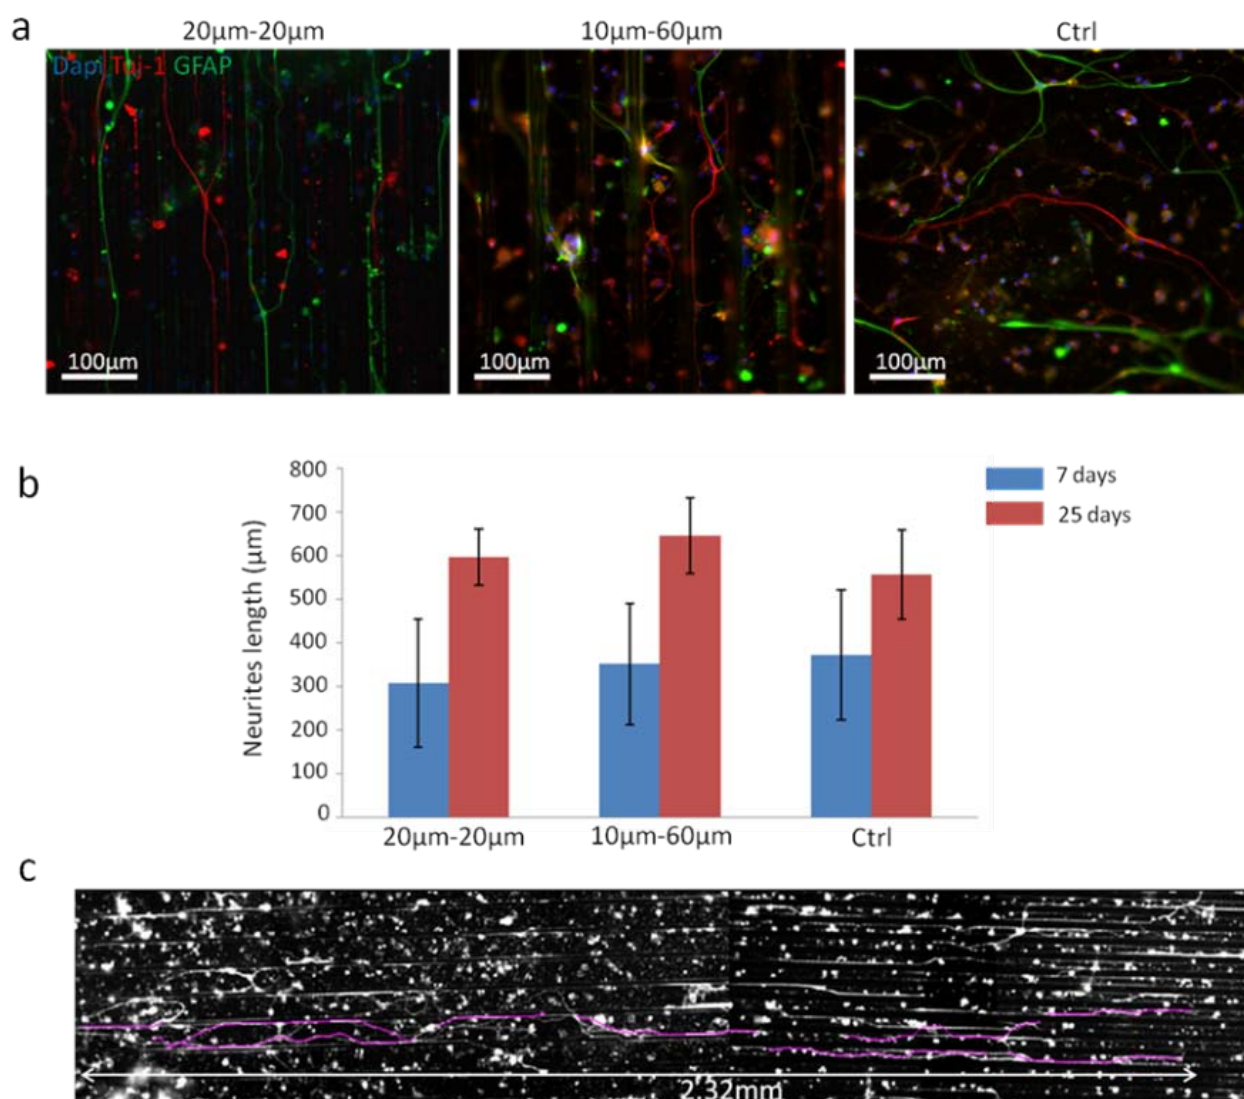 a
20µm-20µm
10µm-60µm
Ctrl
Dapi Tuj-1 GFAP
100µm
100µm
100µm
b
800
700
600
500
400
300
200
100
0
Neurites length (µm)
7 days
25 days
20µm-20µm
10µm-60µm
Ctrl
c
2.32mm